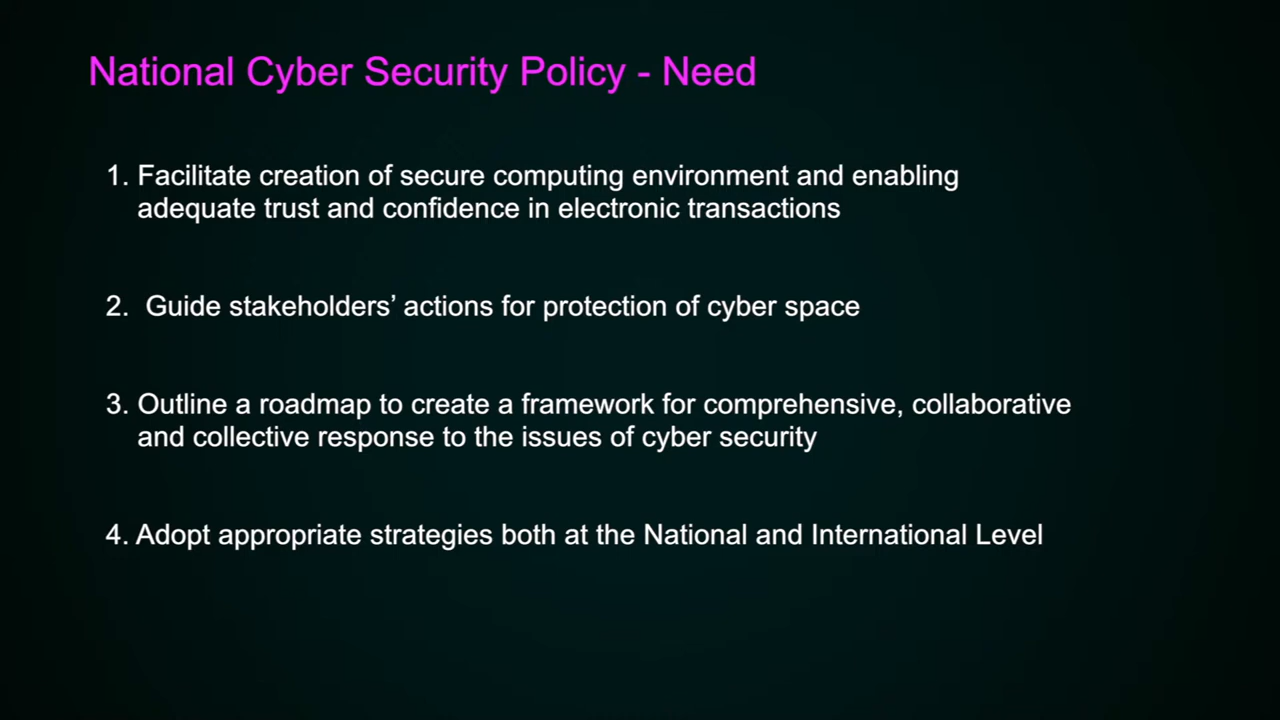 National Cyber Security Policy - Need
1. Facilitate creation of secure computing environment and enabling
adequate trust and confidence in electronic transactions
2. Guide stakeholders’ actions for protection of cyber space
3. Outline a roadmap to create a framework for comprehensive, collaborative
and collective response to the issues of cyber security
4. Adopt appropriate strategies both at the National and International Level